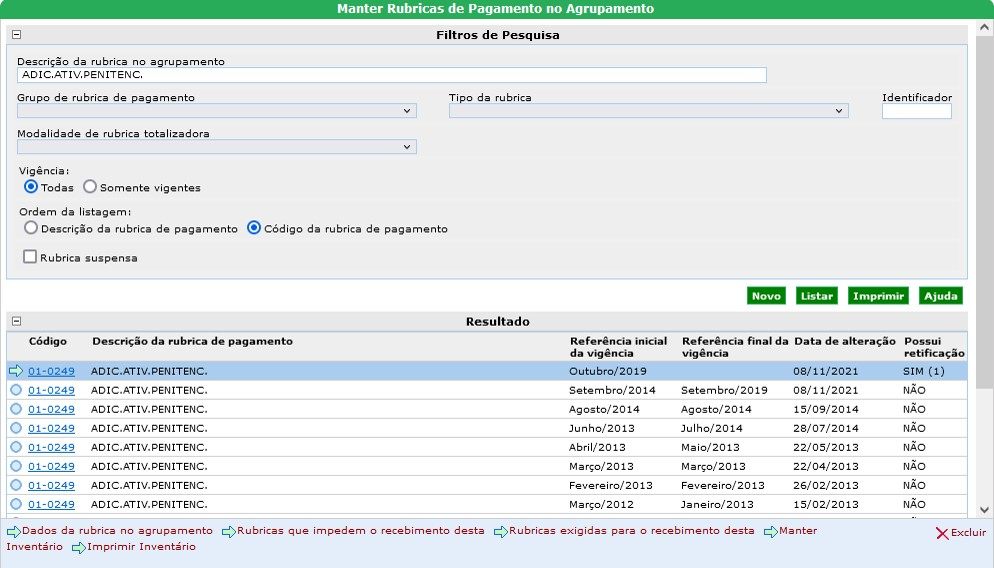 Manter Rubricas de Pagamento no Agrupamento
Filtros de Pesquisa
Descrição da rubrica no agrupamento
ADIC.ATIV.PENITENC.
Grupo de rubrica de pagamento Tipo da rubrica Identificador
Modalidade de rubrica totalizadora
Vigência:
Todas Somente vigentes
Ordem da listagem:
Descrição da rubrica de pagamento Código da rubrica de pagamento
Rubrica suspensa
Novo Listar Imprimir Ajuda
Resultado
Código Descrição da rubrica de pagamento Referência inicial da vigência Referência final da vigência Data de alteração Possui retificação
01-0249 ADIC.ATIV.PENITENC. Outubro/2019 08/11/2021 SIM (1)
01-0249 ADIC.ATIV.PENITENC. Setembro/2014 Setembro/2019 08/11/2021 NÃO
01-0249 ADIC.ATIV.PENITENC. Agosto/2014 Agosto/2014 15/09/2014 NÃO
01-0249 ADIC.ATIV.PENITENC. Junho/2013 Julho/2014 28/07/2014 NÃO
01-0249 ADIC.ATIV.PENITENC. Abril/2013 Maio/2013 22/05/2013 NÃO
01-0249 ADIC.ATIV.PENITENC. Março/2013 Março/2013 22/04/2013 NÃO
01-0249 ADIC.ATIV.PENITENC. Fevereiro/2013 Fevereiro/2013 26/02/2013 NÃO
01-0249 ADIC.ATIV.PENITENC. Março/2012 Janeiro/2013 15/02/2013 NÃO
Dados da rubrica no agrupamento Rubricas que impedem o recebimento desta Rubricas exigidas para o recebimento desta Manter Excluir
Inventário Imprimir Inventário